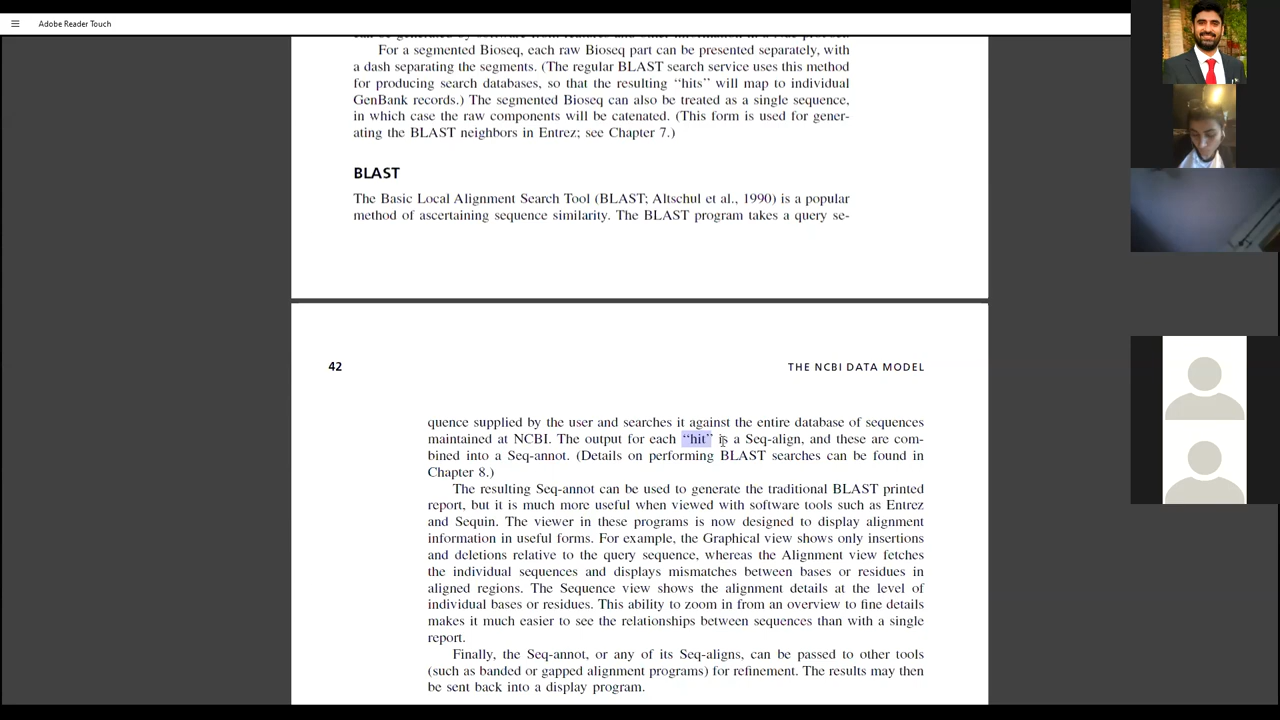 Adobe Reader Touch
can be generated by software from features and other information in a
For a segmented Bioseq, each raw Bioseq part can be presented separately, with
a dash separating the segments. (The regular BLAST search service uses this method
for producing search databases, so that the resulting ‘‘hits’’ will map to individual
GenBank records.) The segmented Bioseq can also be treated as a single sequence,
in which case the raw components will be catenated. (This form is used for gener-
ating the BLAST neighbors in Entrez; see Chapter 7.)
BLAST
The Basic Local Alignment Search Tool (BLAST; Altschul et al., 1990) is a popular
method of ascertaining sequence similarity. The BLAST program takes a query se-
42
THE NCBI DATA MODEL
quence supplied by the user and searches it against the entire database of sequences
maintained at NCBI. The output for each ‘‘hit’’ is a Seq-align, and these are com-
bined into a Seq-annot. (Details on performing BLAST searches can be found in
Chapter 8.)
The resulting Seq-annot can be used to generate the traditional BLAST printed
report, but it is much more useful when viewed with software tools such as Entrez
and Sequin. The viewer in these programs is now designed to display alignment
information in useful forms. For example, the Graphical view shows only insertions
and deletions relative to the query sequence, whereas the Alignment view fetches
the individual sequences and displays mismatches between bases or residues in
aligned regions. The Sequence view shows the alignment details at the level of
individual bases or residues. This ability to zoom in from an overview to fine details
makes it much easier to see the relationships between sequences than with a single
report.
Finally, the Seq-annot, or any of its Seq-aligns, can be passed to other tools
(such as banded or gapped alignment programs) for refinement. The results may then
be sent back into a display program.